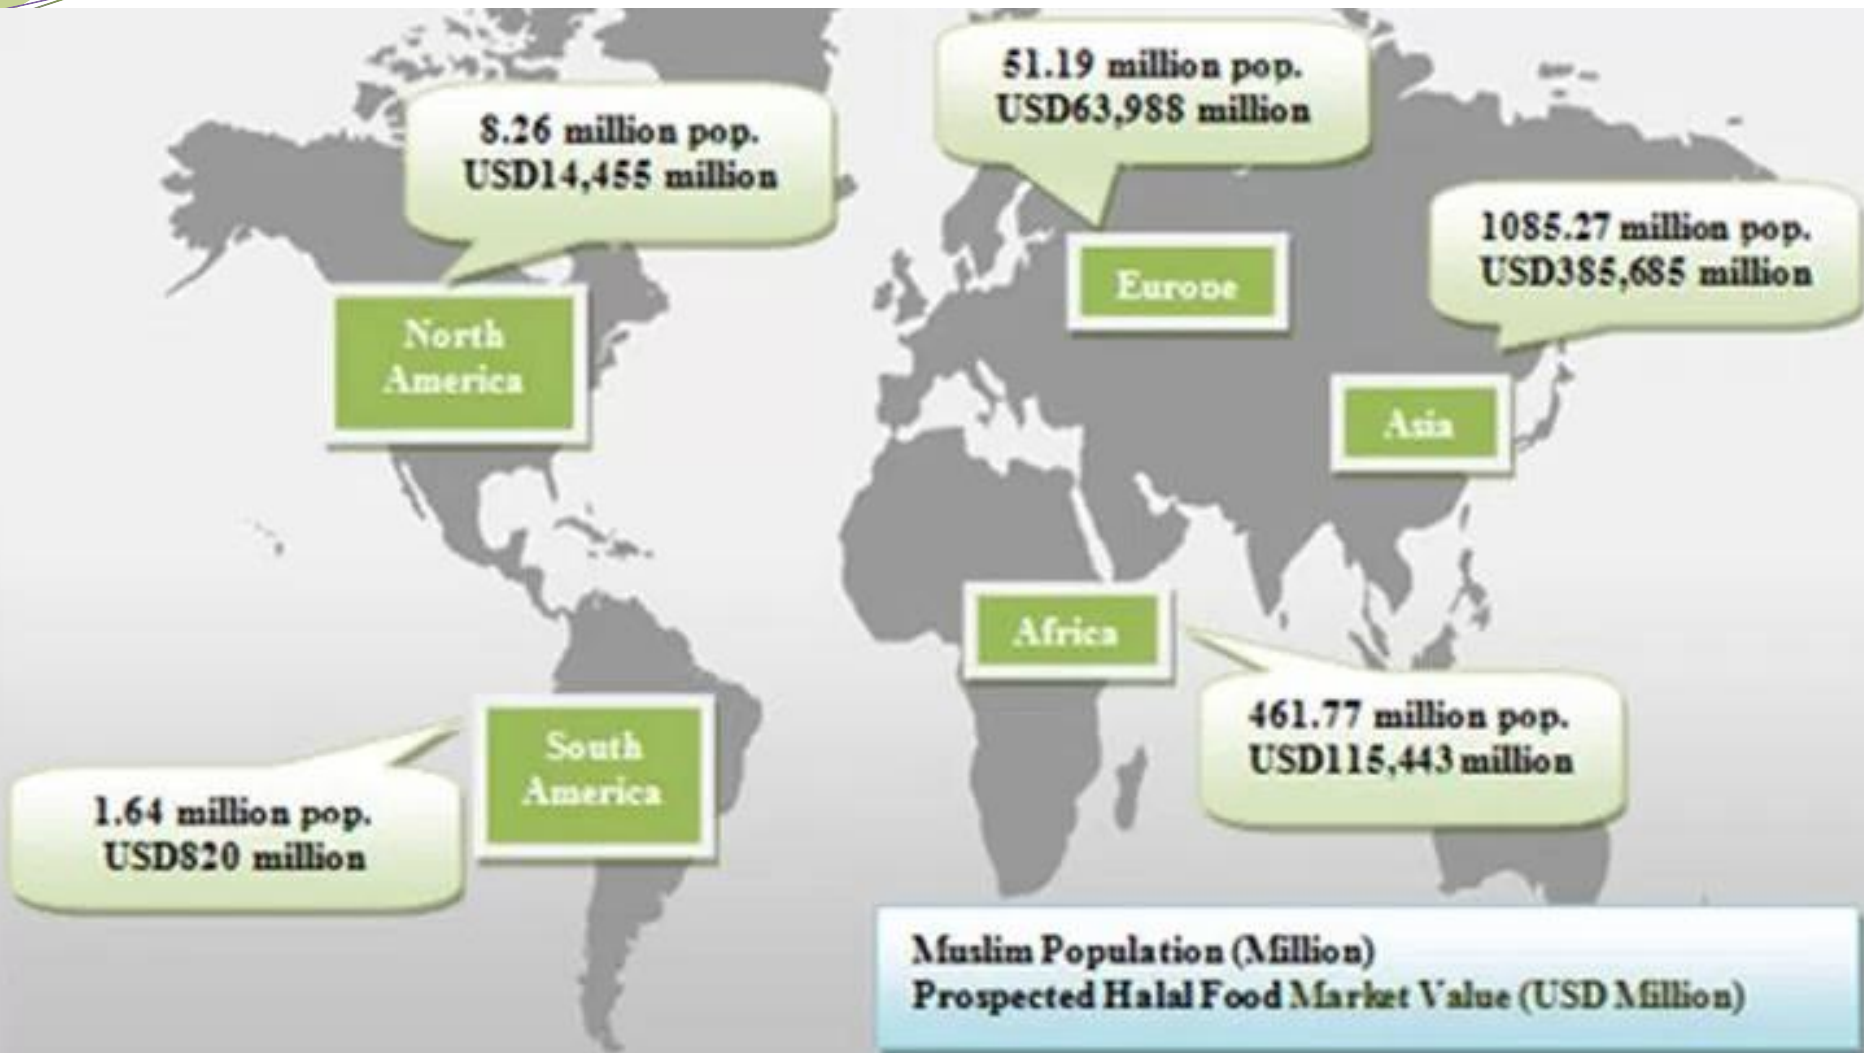 51.19 million pop.
USD63,988 million
8.26 million pop.
USD14,455 million
1085.27 million pop.
USD385,685 million
Europe
North
America
Asia
Africa
461.77 million pop.
USD115,443 million
South
America
1.64 million pop.
USD820 million
Muslim Population (Million)
Prospected Halal Food Market Value (USD Million)